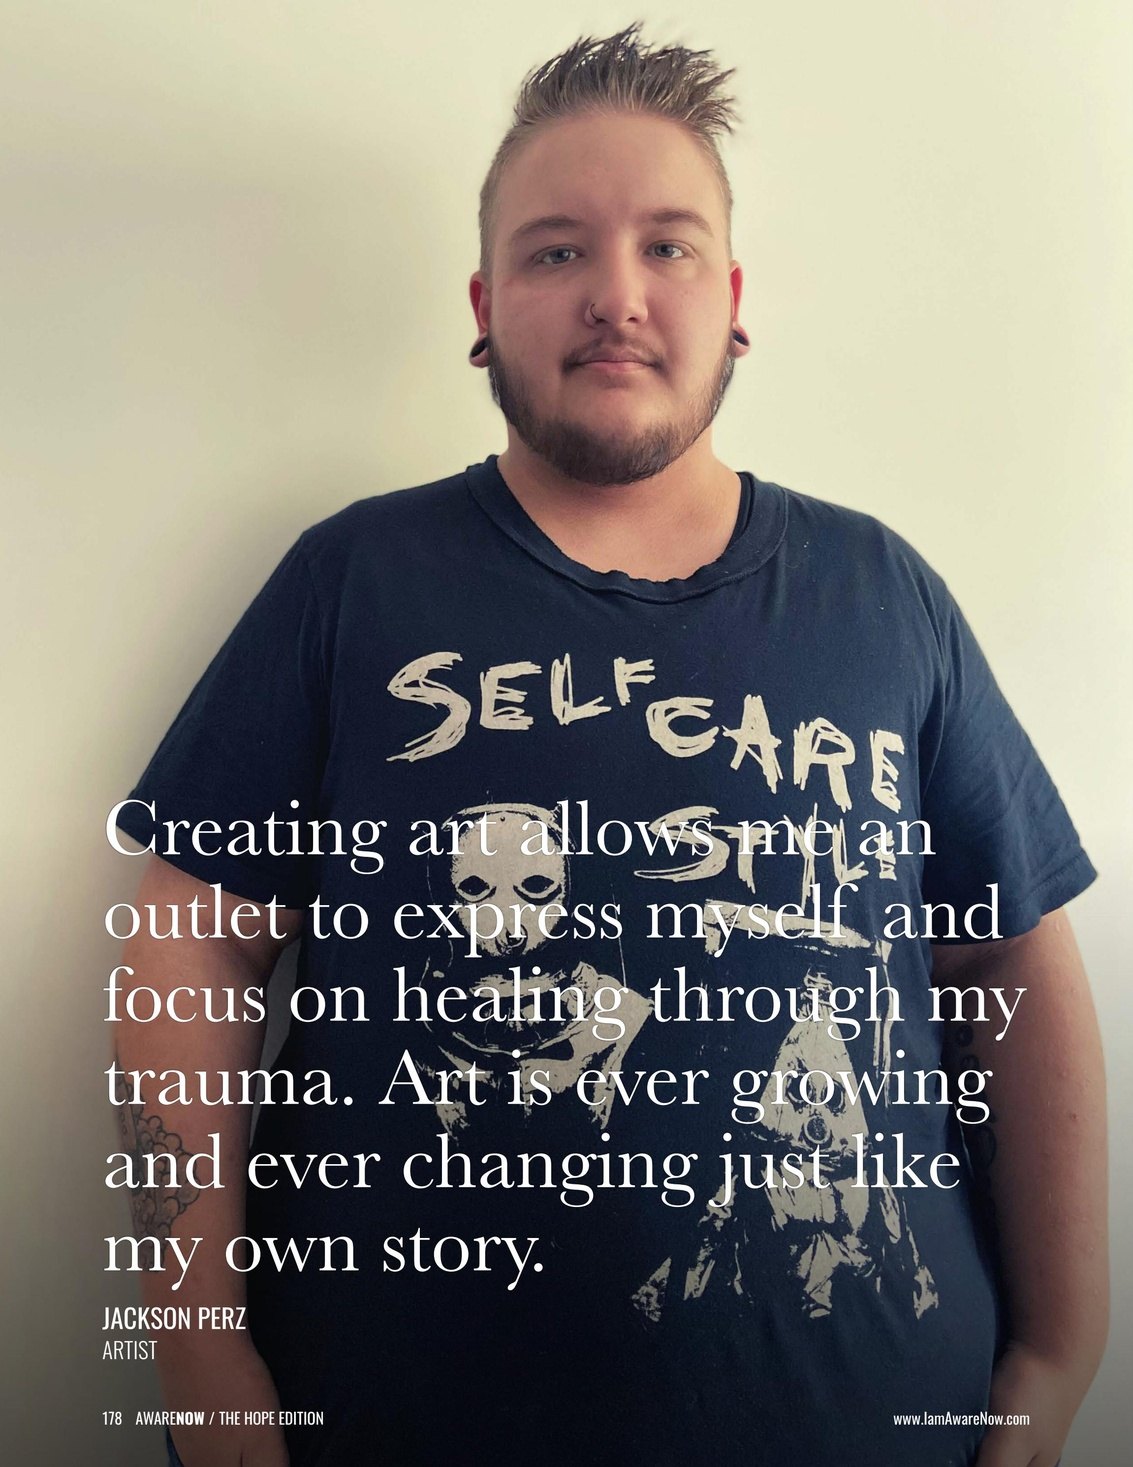 SELF CARE
STYLE
Creating art allows me an
outlet to express myself and
focus on healing through my
trauma. Art is ever growing
and ever changing just like
my own story.
JACKSON PERZ
ARTIST
178 AWARENOW / THE HOPE EDITION
www.IamAwareNow.com